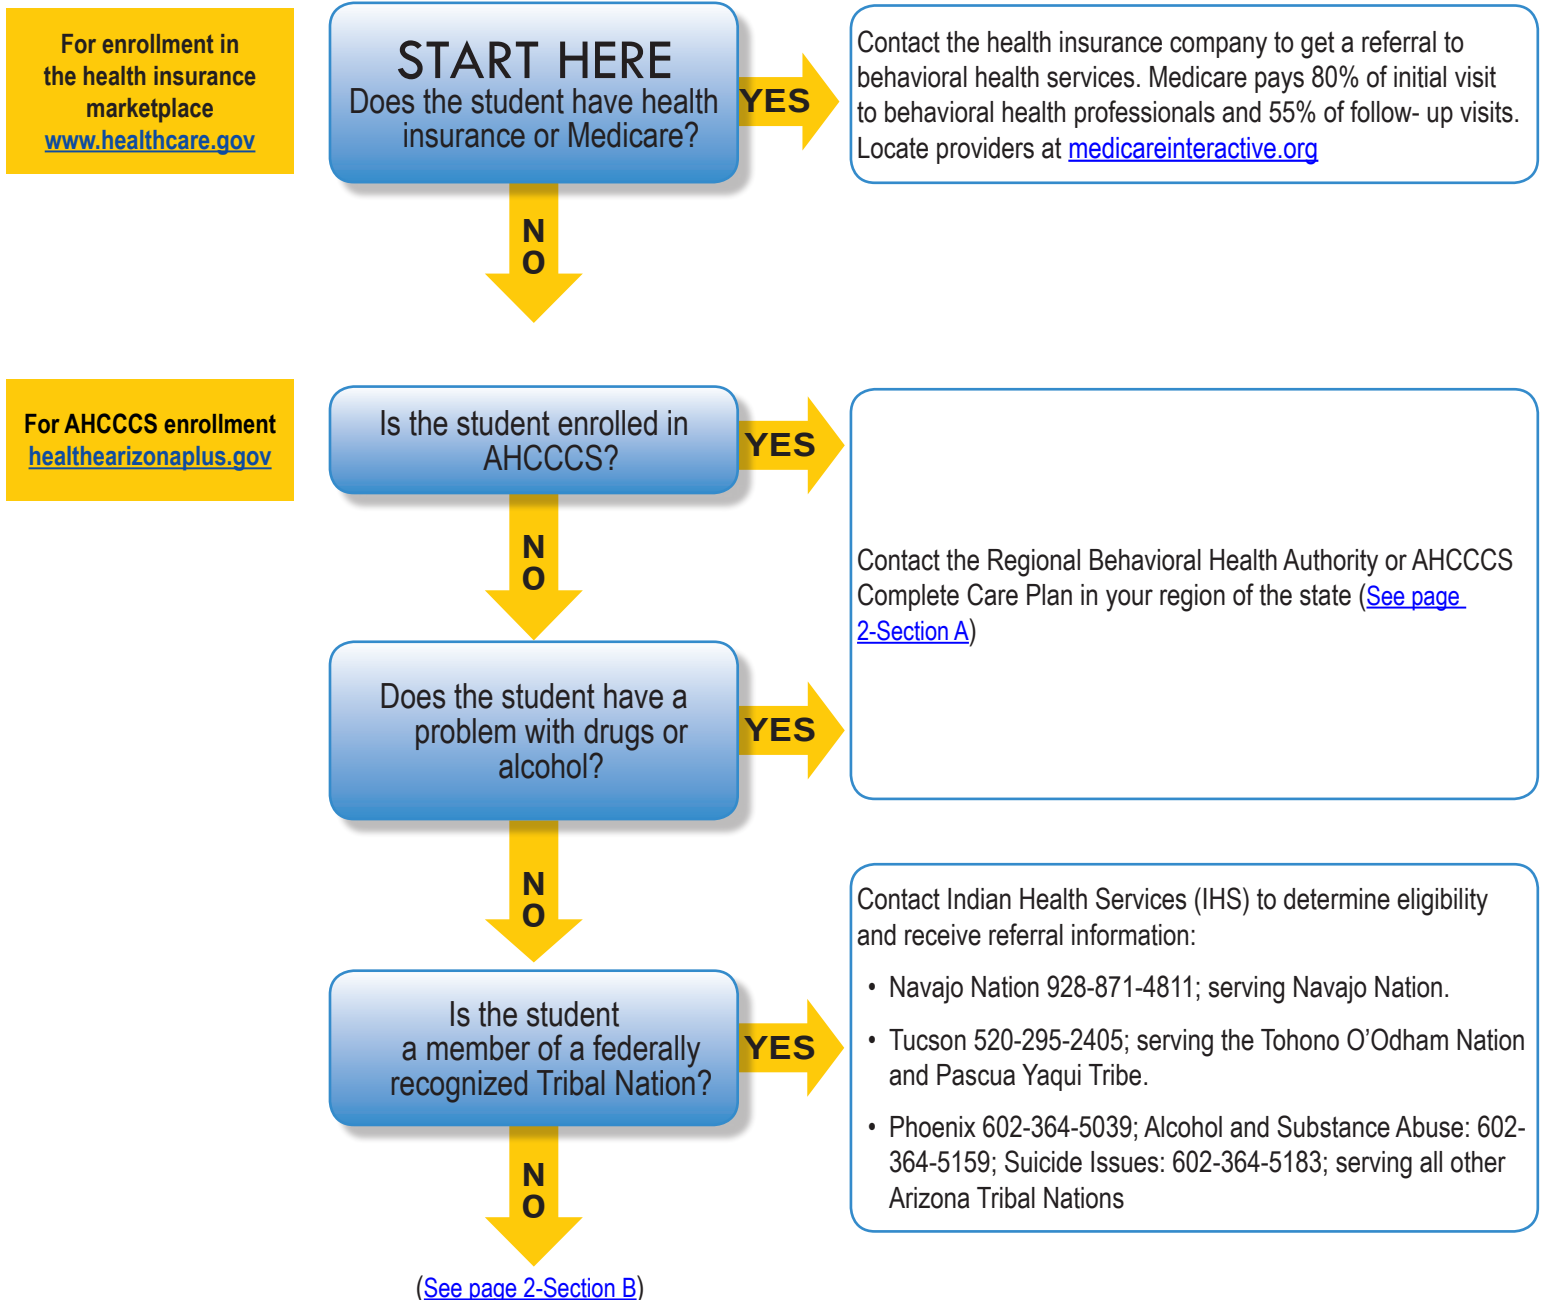 For enrollment in
the health insurance
marketplace
www.healthcare.gov
START HERE
Does the student have health
insurance or Medicare?
YES
Contact the health insurance company to get a referral to
behavioral health services. Medicare pays 80% of initial visit
to behavioral health professionals and 55% of follow- up visits.
Locate providers at medicareinteractive.org
N
O
For AHCCCS enrollment
healthearizonaplus.gov
Is the student enrolled in
AHCCCS?
YES
Contact the Regional Behavioral Health Authority or AHCCCS
Complete Care Plan in your region of the state (See page
2-Section A)
N
O
Does the student have a
problem with drugs or
alcohol?
YES
N
O
Is the student
a member of a federally
recognized Tribal Nation?
YES
Contact Indian Health Services (IHS) to determine eligibility
and receive referral information:
• Navajo Nation 928-871-4811; serving Navajo Nation.
• Tucson 520-295-2405; serving the Tohono O’Odham Nation
and Pascua Yaqui Tribe.
• Phoenix 602-364-5039; Alcohol and Substance Abuse: 602-
364-5159; Suicide Issues: 602-364-5183; serving all other
Arizona Tribal Nations
N
O
(See page 2-Section B)